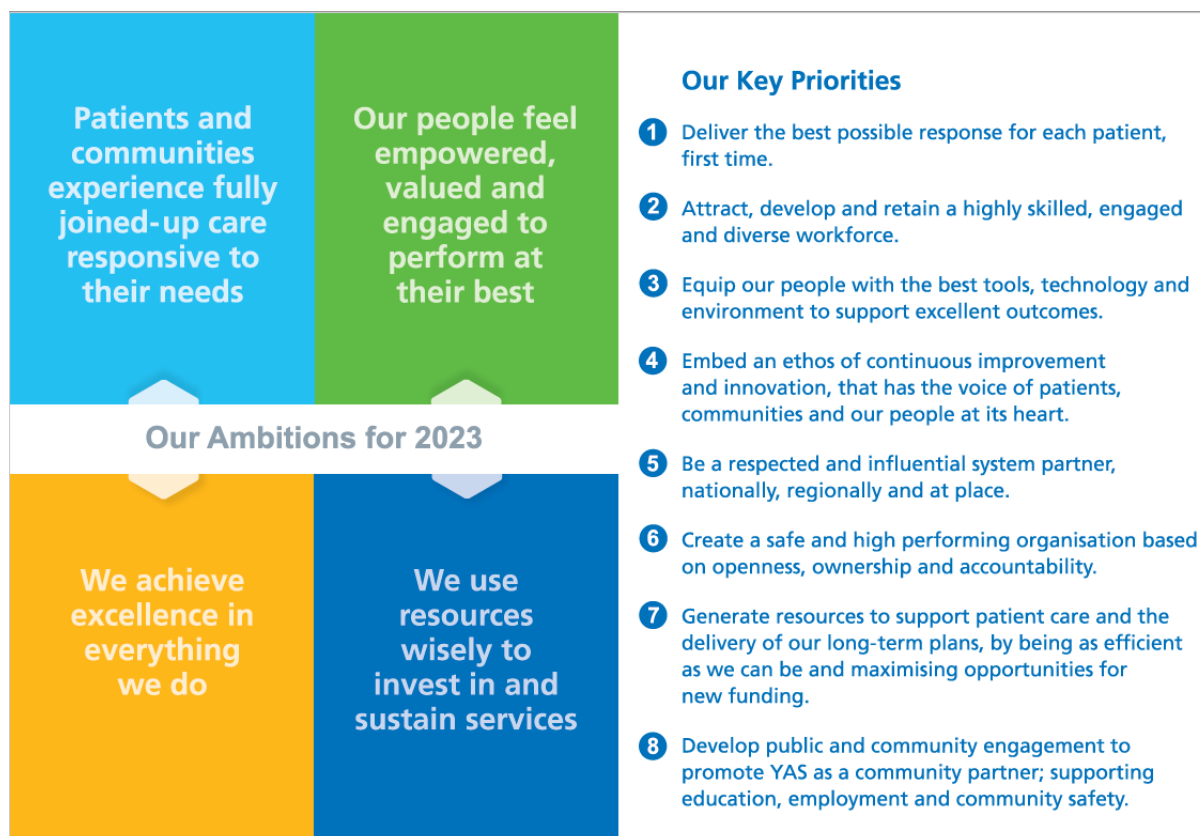 Patients and
communities
experience fully
joined-up care
responsive to
their needs
Our people feel
empowered,
valued and
engaged to
perform at
their best
Our Ambitions for 2023
We achieve
excellence in
everything
we do
We use
resources
wisely to
invest in and
sustain services
Our Key Priorities
1 Deliver the best possible response for each patient,
first time.
2 Attract, develop and retain a highly skilled, engaged
and diverse workforce.
3 Equip our people with the best tools, technology and
environment to support excellent outcomes.
4 Embed an ethos of continuous improvement
and innovation, that has the voice of patients,
communities and our people at its heart.
5 Be a respected and influential system partner,
nationally, regionally and at place.
6 Create a safe and high performing organisation based
on openness, ownership and accountability.
7 Generate resources to support patient care and the
delivery of our long-term plans, by being as efficient
as we can be and maximising opportunities for
new funding.
8 Develop public and community engagement to
promote YAS as a community partner; supporting
education, employment and community safety.